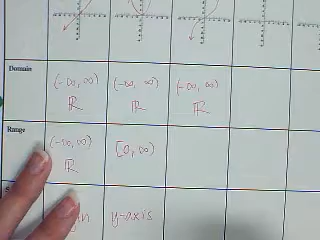 Domain
(-∞, ∞) (-∞, ∞) (-∞, ∞)
ℝ ℝ ℝ
Range
(-∞, ∞) [0, ∞)
ℝ
y-axis